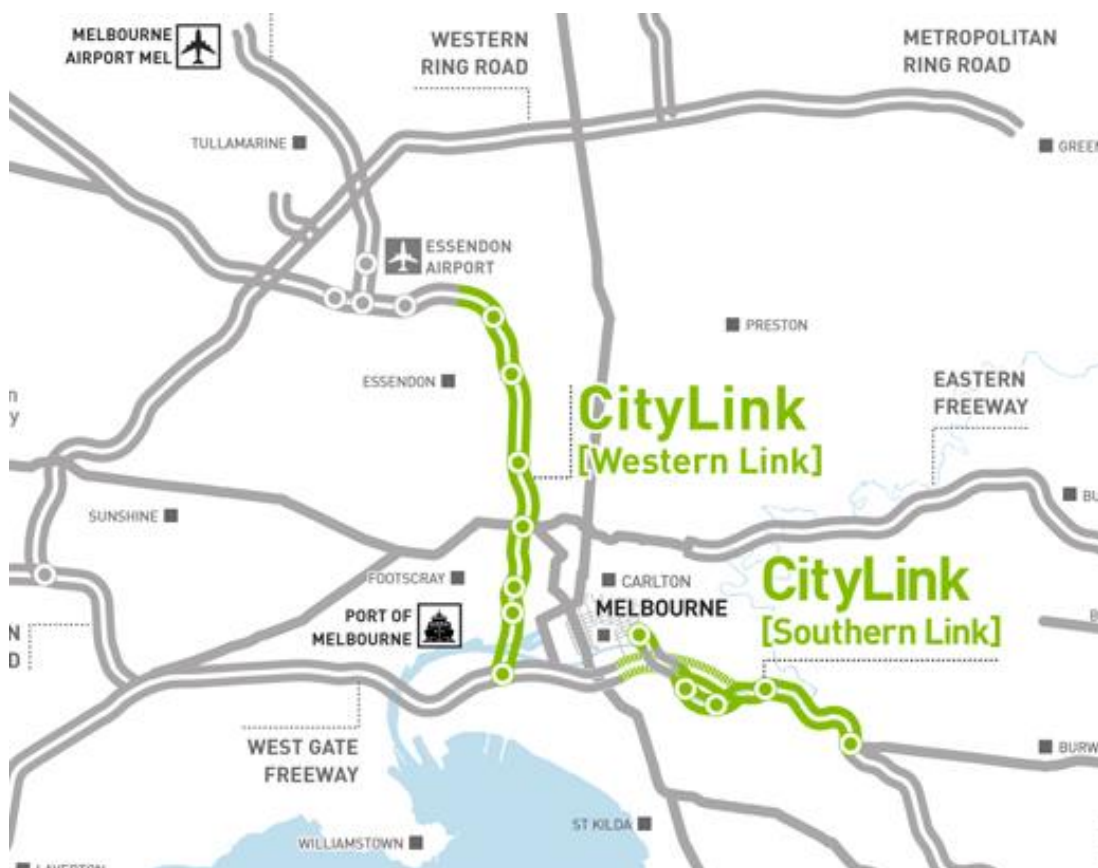 MELBOURNE
AIRPORT MEL
WESTERN
RING ROAD
METROPOLITAN
RING ROAD
TULLAMARINE
ESSENDON
AIRPORT
PRESTON
ESSENDON
EASTERN
FREEWAY
CityLink
[Western Link]
SUNSHINE
FOOTSCRAY
CARLTON
MELBOURNE
PORT OF
MELBOURNE
CityLink
[Southern Link]
WEST GATE
FREEWAY
ST KILDA
WILLIAMSTOWN